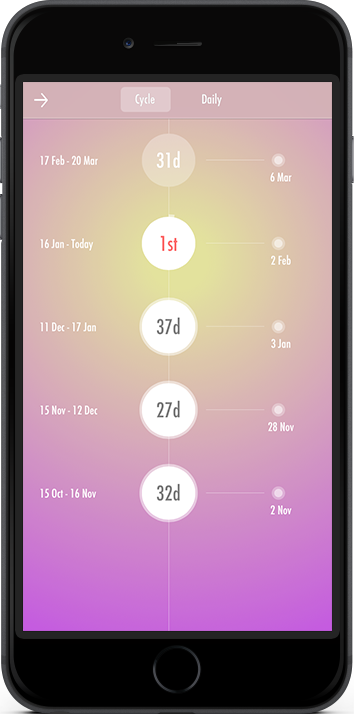 Cycle Daily
17 Feb - 20 Mar 31d
6 Mar
16 Jan - Today 1st
2 Feb
11 Dec - 17 Jan 37d
3 Jan
15 Nov - 12 Dec 27d
28 Nov
15 Oct - 16 Nov 32d
2 Nov